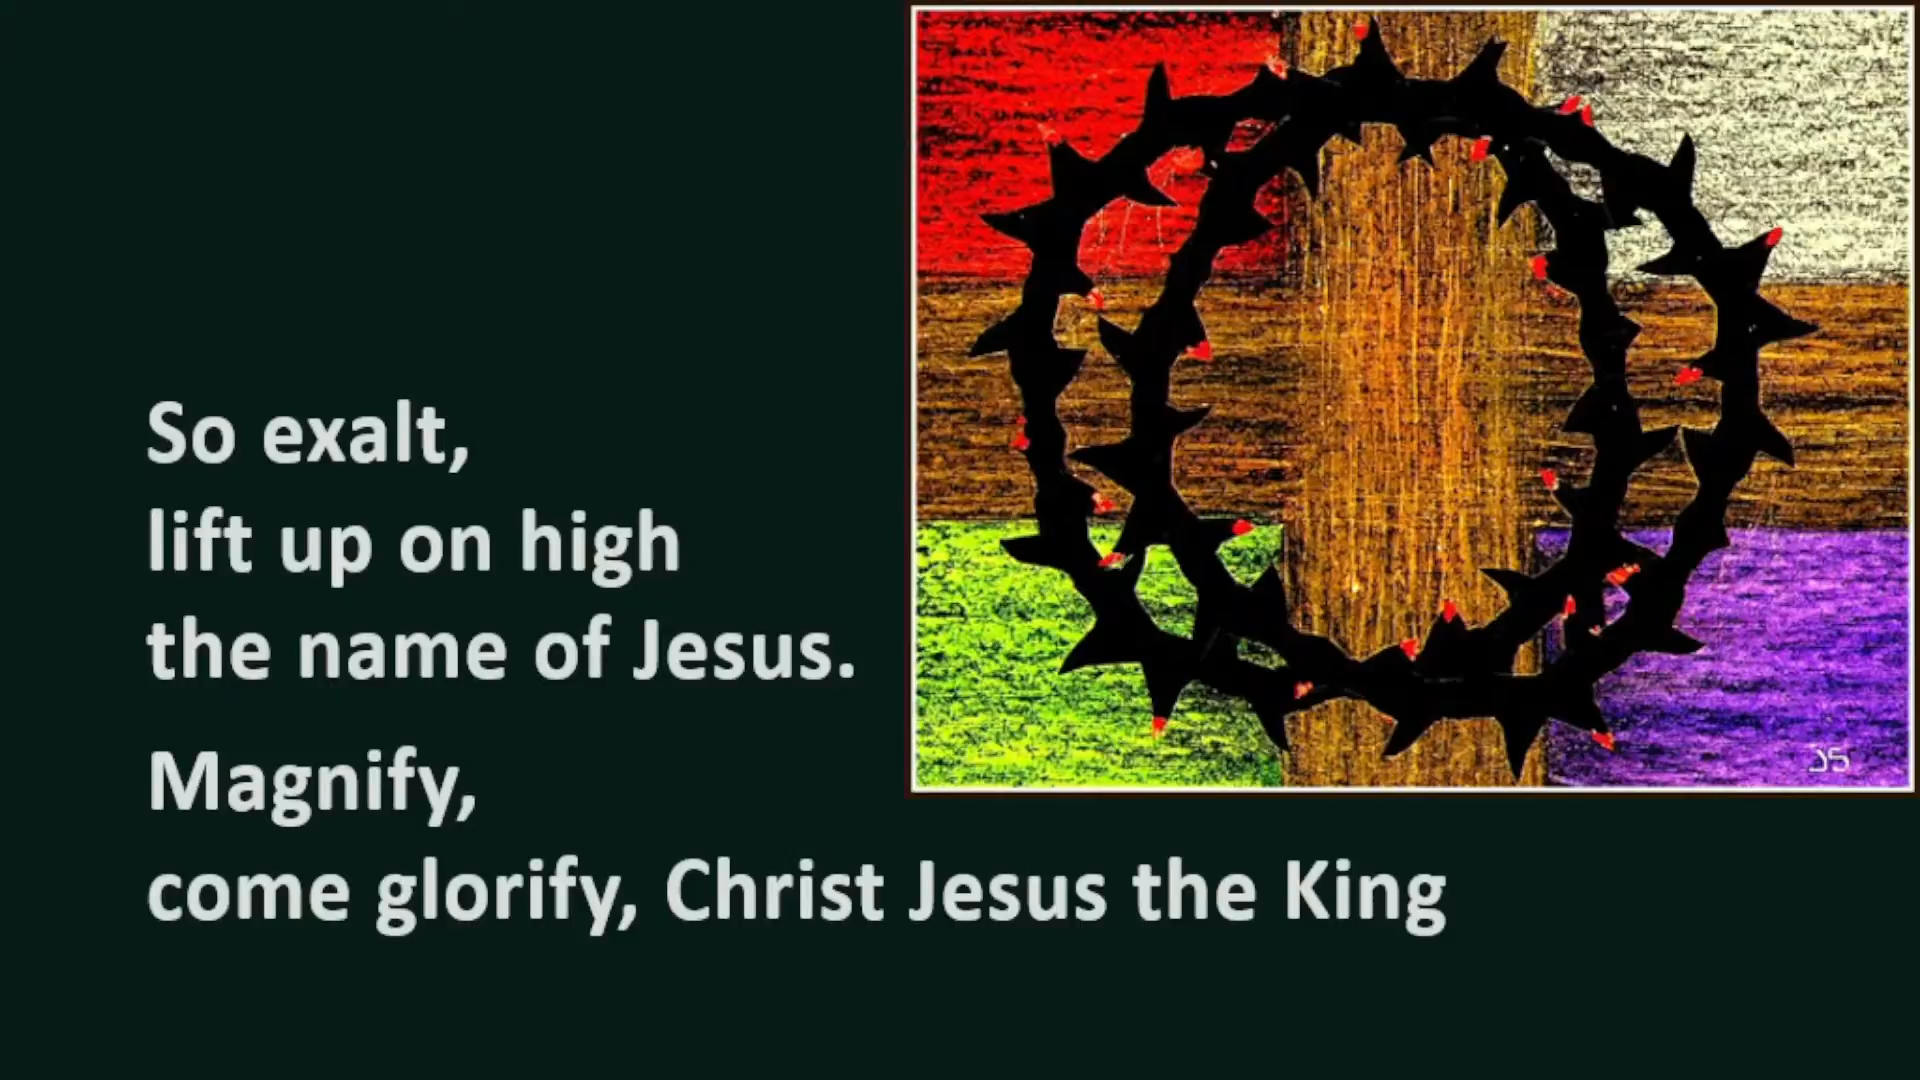 So exalt,
lift up on high
the name of Jesus.
Magnify,
come glorify, Christ Jesus the King
JS